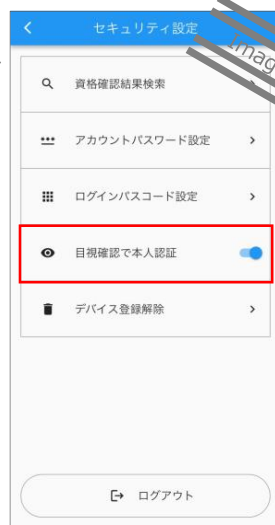 セキュリティ設定
資格確認結果検索
アカウントパスワード設定
ログインパスコード設定
目視確認で本人認証
デバイス登録解除
ログアウト